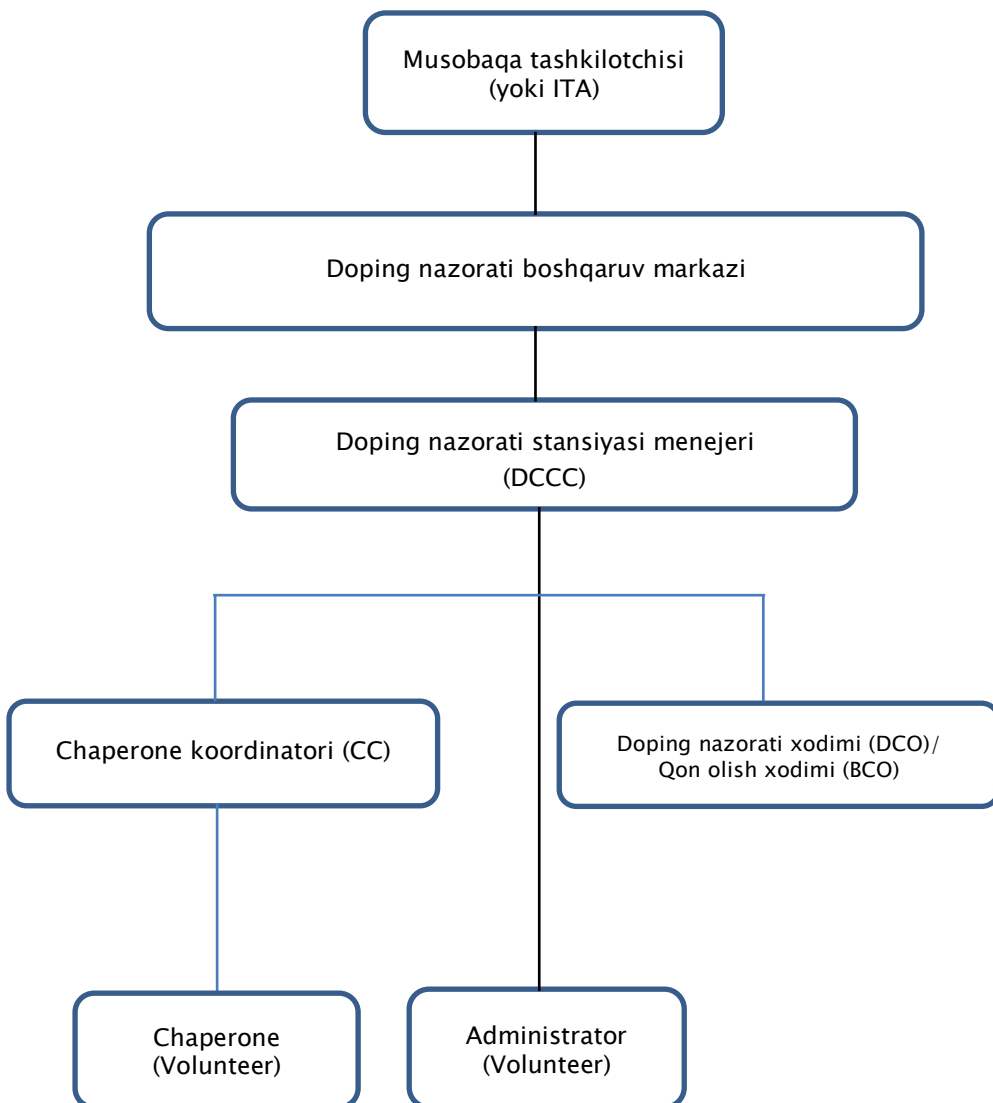 Musobaqa tashkilotchisi
(yoki ITA)
Doping nazorati boshqaruv markazi
Doping nazorati stansiyasi menejeri
(DCCC)
Chaperone koordinatori (CC)
Doping nazorati xodimi (DCO)/
Qon olish xodimi (BCO)
Chaperone
(Volunteer)
Administrator
(Volunteer)